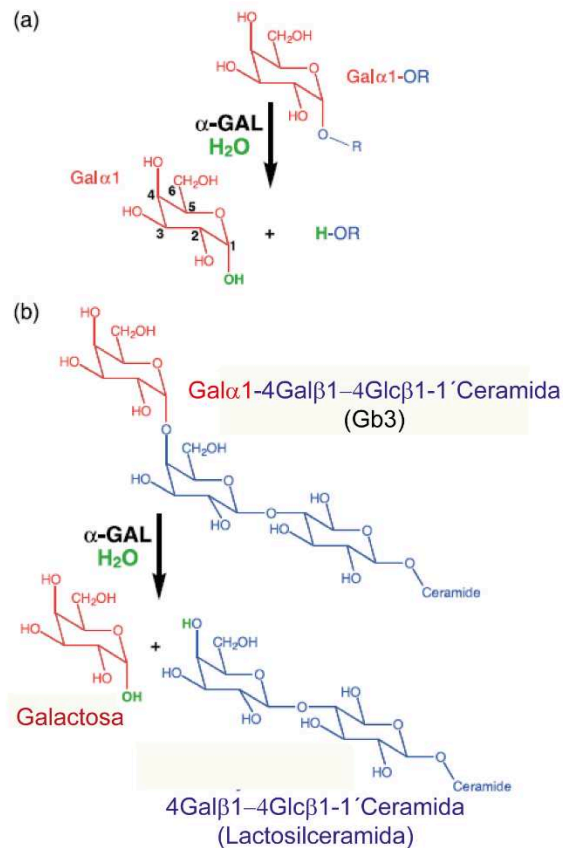 (a)
HO
CH₂OH
O
HO
HO
O
R
Galα1-OR
α-GAL
H₂O
Galα1
HO
6
CH₂OH
4
5
O
HO
3
2
1
HO
OH
+
H-OR
(b)
HO
CH₂OH
O
HO
HO
O
Galα1-4Galβ1–4Glcβ1-1´Ceramida
(Gb3)
CH₂OH
O
HO
HO
O
HO
O
HO
HO
O
Ceramide
α-GAL
H₂O
HO
CH₂OH
O
HO
HO
OH
+
Galactosa
HO
CH₂OH
O
HO
HO
O
HO
O
HO
HO
O
Ceramide
4Galβ1–4Glcβ1-1´Ceramida
(Lactosilceramida)